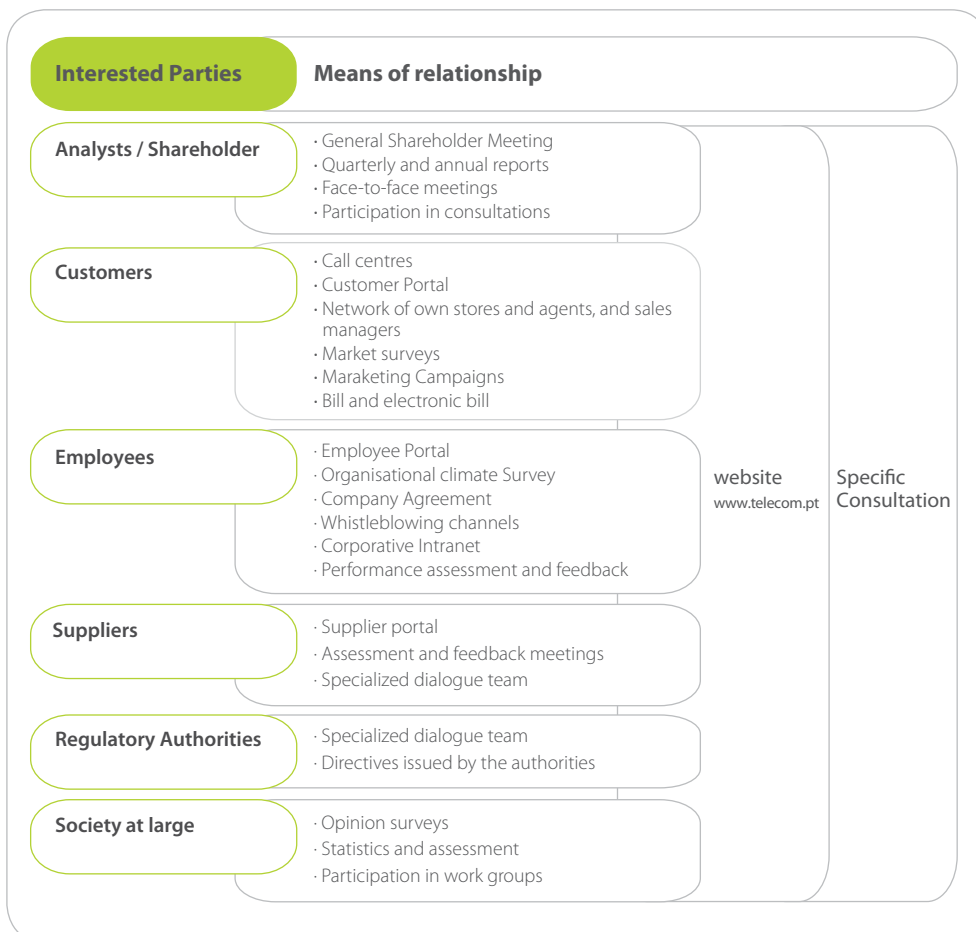 Interested Parties
Means of relationship
Analysts / Shareholder
· General Shareholder Meeting
· Quarterly and annual reports
· Face-to-face meetings
· Participation in consultations
Customers
· Call centres
· Customer Portal
· Network of own stores and agents, and sales
managers
· Market surveys
· Maraketing Campaigns
· Bill and electronic bill
Employees
· Employee Portal
· Organisational climate Survey
· Company Agreement
· Whistleblowing channels
· Corporative Intranet
· Performance assessment and feedback
Suppliers
· Supplier portal
· Assessment and feedback meetings
· Specialized dialogue team
Regulatory Authorities
· Specialized dialogue team
· Directives issued by the authorities
Society at large
· Opinion surveys
· Statistics and assessment
· Participation in work groups
website
www.telecom.pt
Specific
Consultation